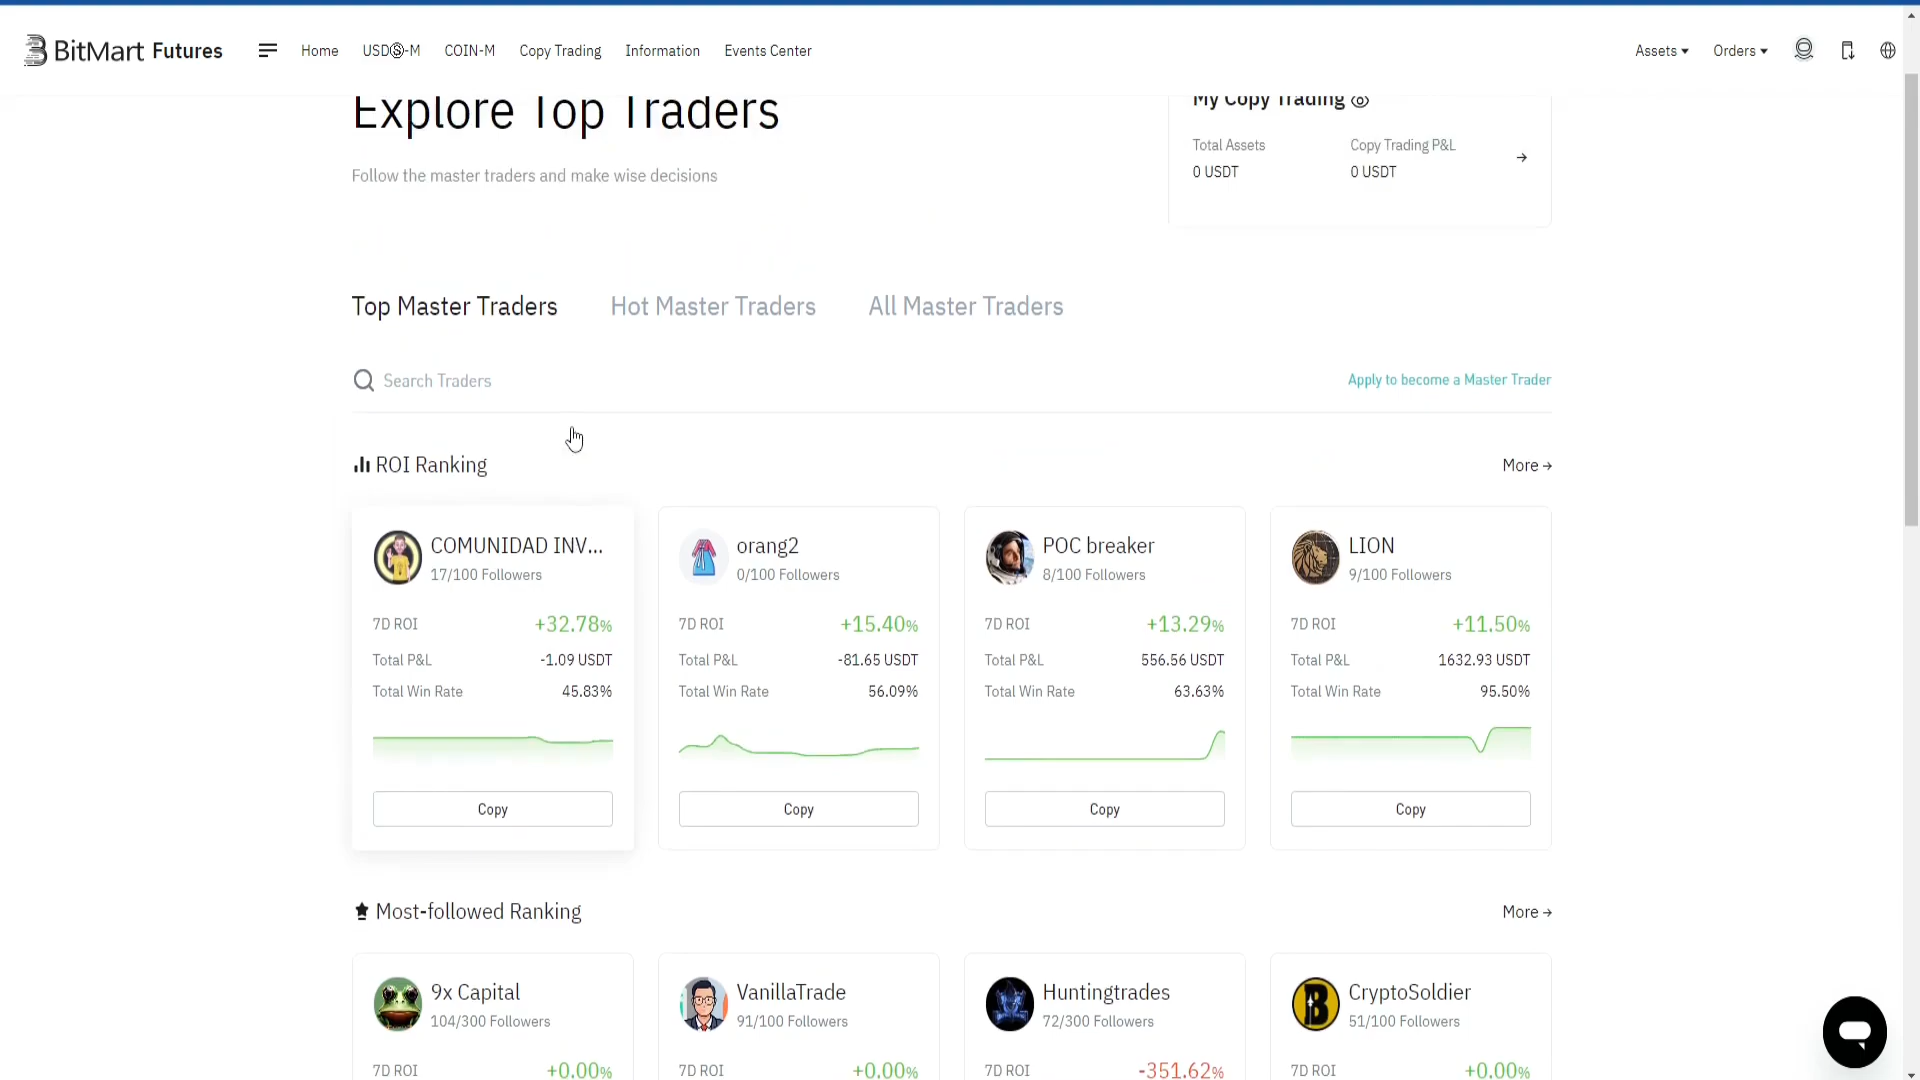 BitMart Futures
Home
USDⓈ-M
COIN-M
Copy Trading
Information
Events Center
Assets
Orders
Explore Top Traders
Follow the master traders and make wise decisions
My Copy Trading
Total Assets
Copy Trading P&L
0 USDT
0 USDT
Top Master Traders
Hot Master Traders
All Master Traders
Search Traders
Apply to become a Master Trader
ROI Ranking
More →
COMUNIDAD INV...
17/100 Followers
7D ROI
+32.78%
Total P&L
-1.09 USDT
Total Win Rate
45.83%
Copy
orang2
0/100 Followers
7D ROI
+15.40%
Total P&L
-81.65 USDT
Total Win Rate
56.09%
Copy
POC breaker
8/100 Followers
7D ROI
+13.29%
Total P&L
556.56 USDT
Total Win Rate
63.63%
Copy
LION
9/100 Followers
7D ROI
+11.50%
Total P&L
1632.93 USDT
Total Win Rate
95.50%
Copy
Most-followed Ranking
More →
9x Capital
104/300 Followers
7D ROI
+0.00%
VanillaTrade
91/100 Followers
7D ROI
+0.00%
Huntingtrades
72/300 Followers
7D ROI
-351.62%
CryptoSoldier
51/100 Followers
7D ROI
+0.00%